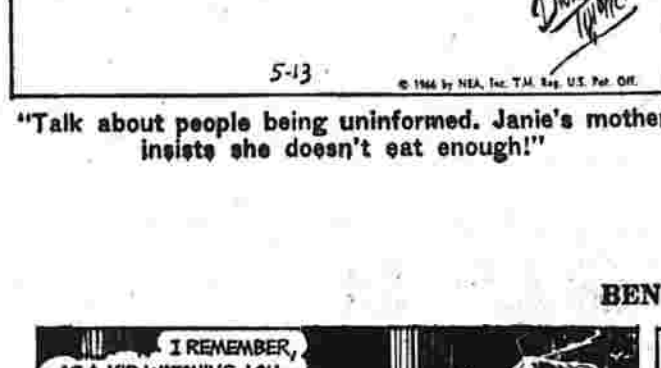 5-13
© 1966 by NEA, Inc. T.M. Reg. U.S. Pat. Off.
"Talk about people being uninformed. Janie's mother
insists she doesn't eat enough!"
BEN
I REMEMBER,